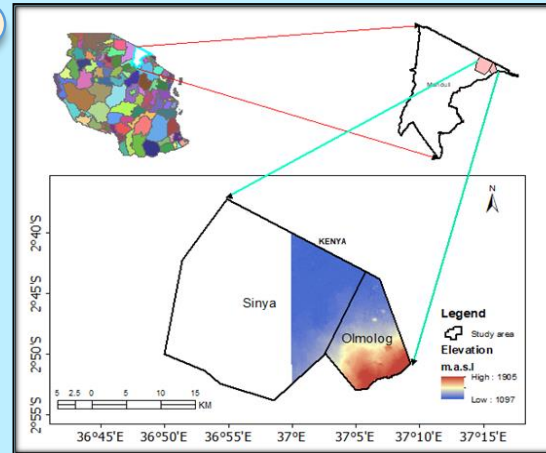 Monduli
N
KENYA
Sinya
Olmolog
2°40'S
2°45'S
2°50'S
2°55'S
Legend
Study area
Elevation
m.a.s.l
High : 1905
Low : 1097
5 2.5 0 5 10 15
KM
36°45'E 36°50'E 36°55'E 37°E 37°5'E 37°10'E 37°15'E